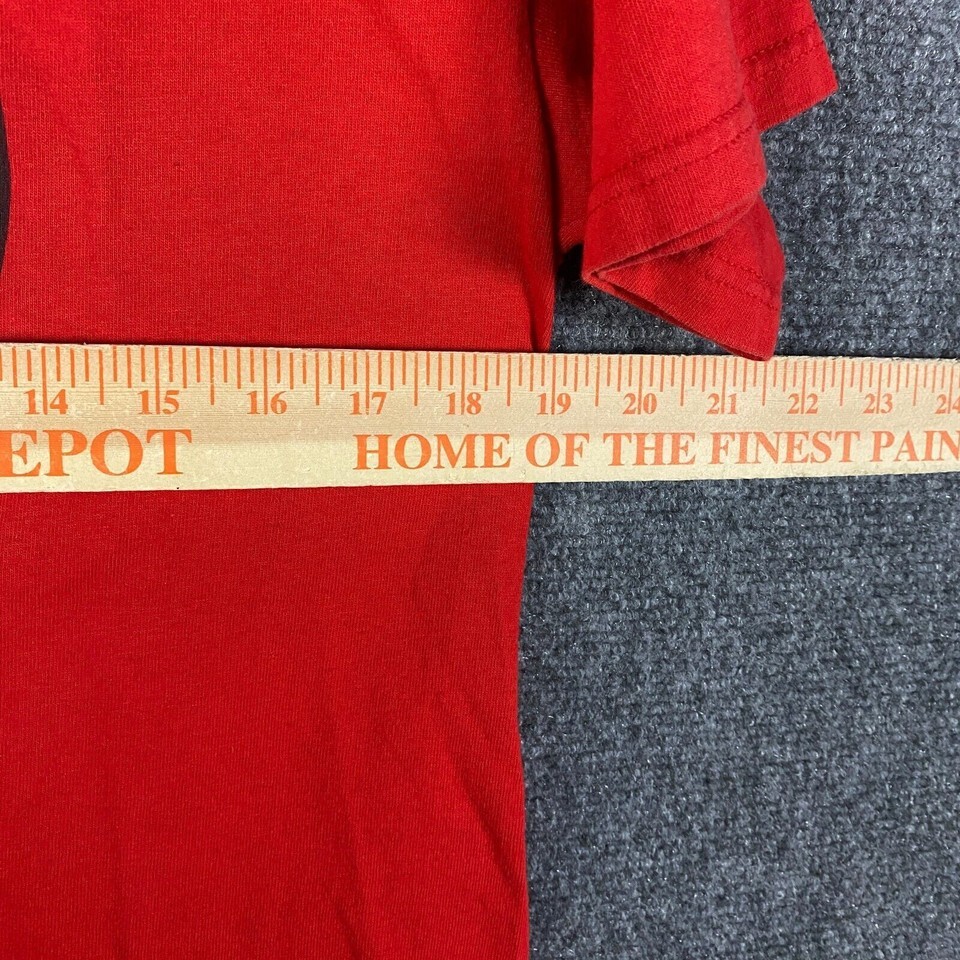 14 15 16 17 18 19 20 21 22 23 24
EPOT HOME OF THE FINEST PAIN